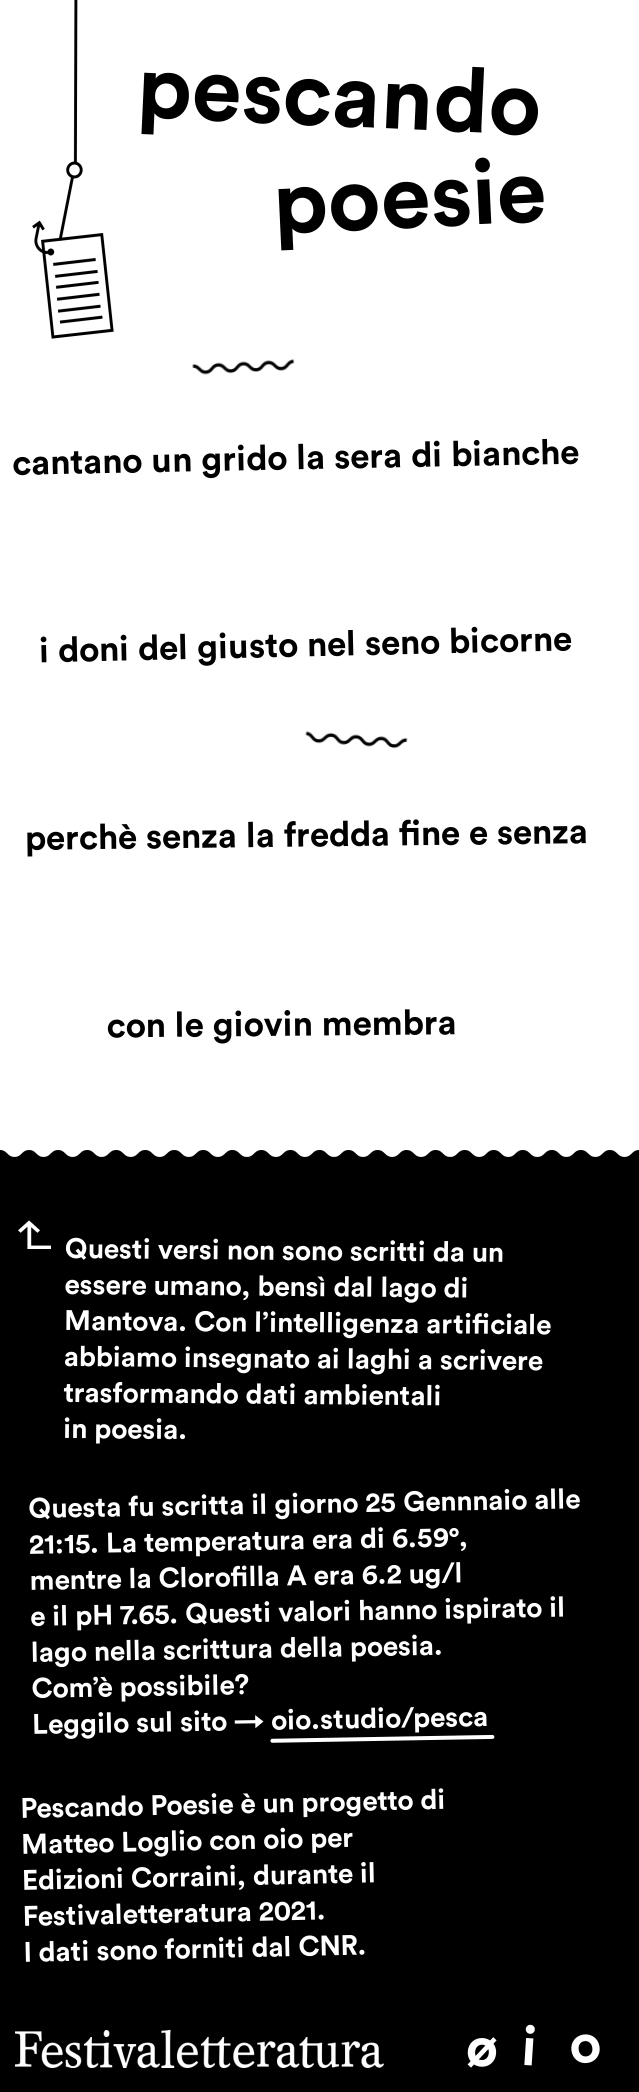 pescando
poesie
cantano un grido la sera di bianche
i doni del giusto nel seno bicorne
perchè senza la fredda fine e senza
con le giovin membra
Questi versi non sono scritti da un
essere umano, bensì dal lago di
Mantova. Con l’intelligenza artificiale
abbiamo insegnato ai laghi a scrivere
trasformando dati ambientali
in poesia.
Questa fu scritta il giorno 25 Gennnaio alle
21:15. La temperatura era di 6.59°,
mentre la Clorofilla A era 6.2 ug/l
e il pH 7.65. Questi valori hanno ispirato il
lago nella scrittura della poesia.
Com’è possibile?
Leggilo sul sito → oio.studio/pesca
Pescando Poesie è un progetto di
Matteo Loglio con oio per
Edizioni Corraini, durante il
Festivaletteratura 2021.
I dati sono forniti dal CNR.
Festivaletteratura ø i o